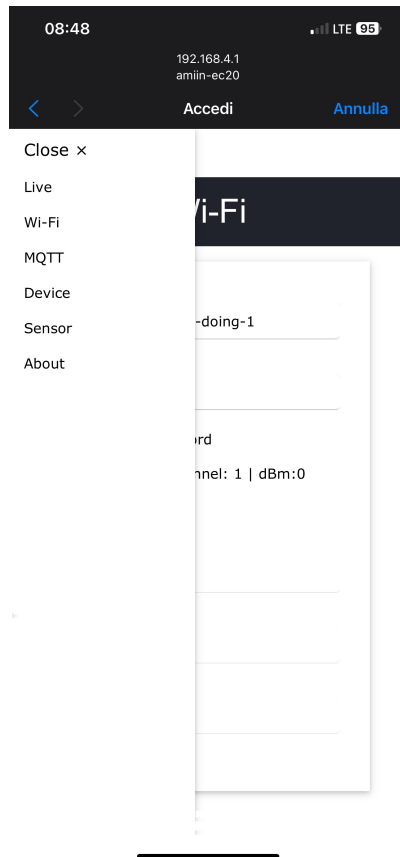 08:48
LTE 95
192.168.4.1
amiin-ec20
Accedi
Annulla
Close ×
Live
Wi-Fi
MQTT
Device
Sensor
About
i-Fi
-doing-1
rd
nnel: 1 | dBm:0